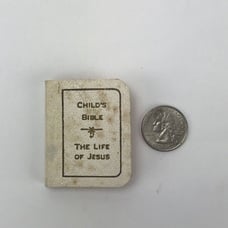 CHILD'S
BIBLE
THE LIFE
OF JESUS